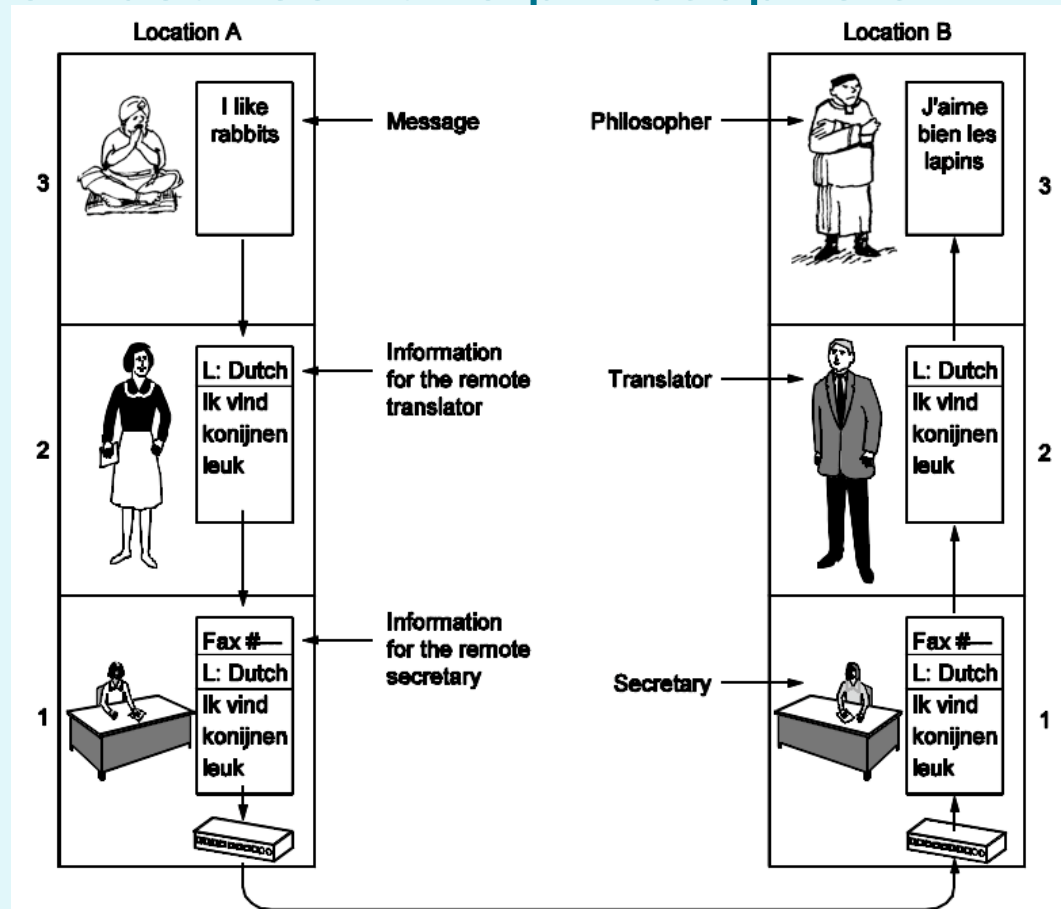 Location A
Location B
I like
rabbits
Message
Philosopher
J'aime
bien les
lapins
3
3
L: Dutch
Ik vind
konijnen
leuk
Information
for the remote
translator
Translator
L: Dutch
Ik vind
konijnen
leuk
2
2
Fax #—
L: Dutch
Ik vind
konijnen
leuk
Information
for the remote
secretary
Secretary
Fax #—
L: Dutch
Ik vind
konijnen
leuk
1
1